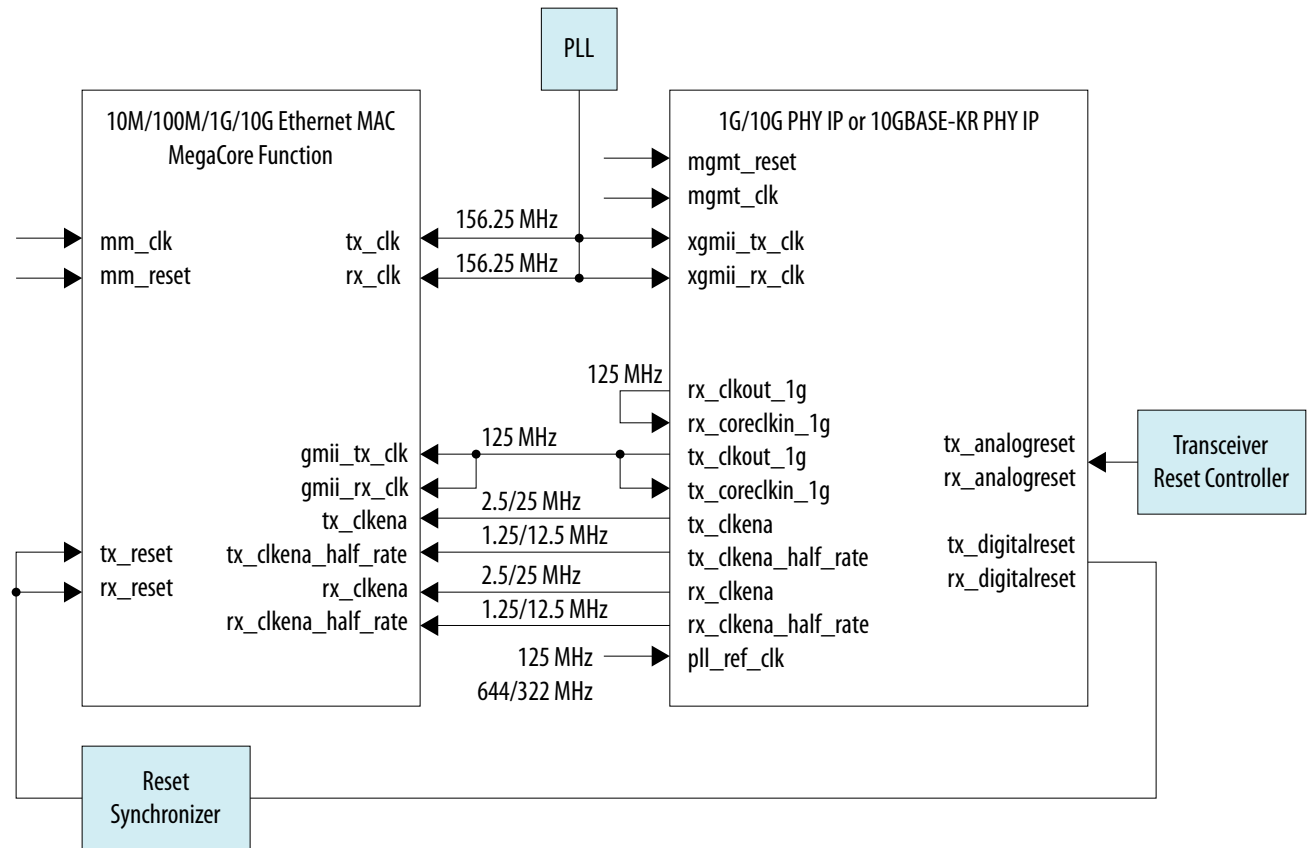 PLL
10M/100M/1G/10G Ethernet MAC
MegaCore Function
mm_clk
mm_reset
tx_clk
rx_clk
gmii_tx_clk
gmii_rx_clk
tx_clkena
tx_clkena_half_rate
rx_clkena
rx_clkena_half_rate
tx_reset
rx_reset
156.25 MHz
156.25 MHz
125 MHz
125 MHz
2.5/25 MHz
1.25/12.5 MHz
2.5/25 MHz
1.25/12.5 MHz
125 MHz
644/322 MHz
1G/10G PHY IP or 10GBASE-KR PHY IP
mgmt_reset
mgmt_clk
xgmii_tx_clk
xgmii_rx_clk
rx_clkout_1g
rx_coreclkin_1g
tx_clkout_1g
tx_coreclkin_1g
tx_clkena
tx_clkena_half_rate
rx_clkena
rx_clkena_half_rate
pll_ref_clk
tx_analogreset
rx_analogreset
tx_digitalreset
rx_digitalreset
Transceiver
Reset Controller
Reset
Synchronizer